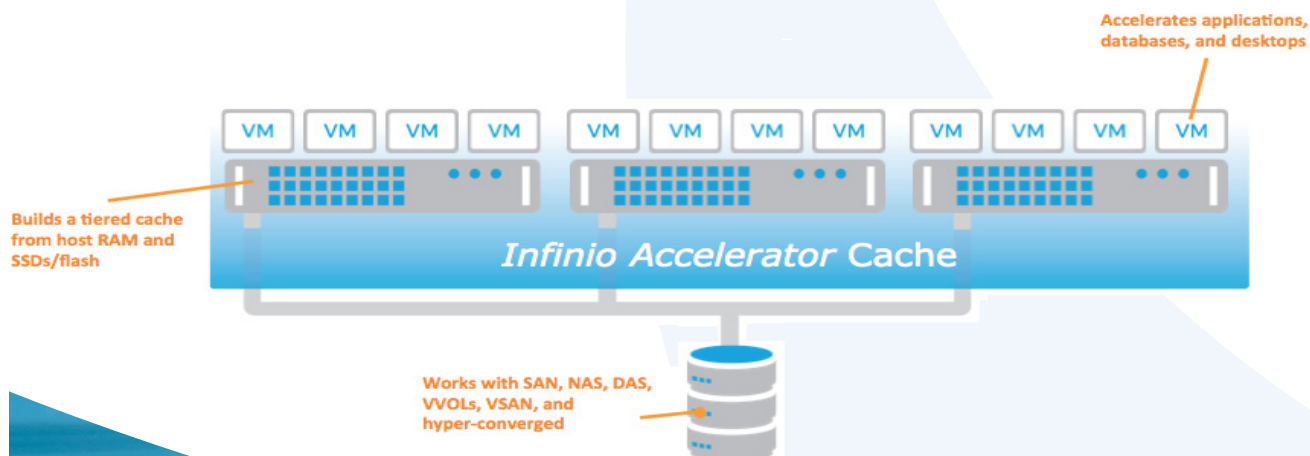 Accelerates applications,
databases, and desktops
VM VM VM VM VM VM VM VM VM VM VM VM
Builds a tiered cache
from host RAM and
SSDs/flash
Infinio Accelerator Cache
Works with SAN, NAS, DAS,
VVOLs, VSAN, and
hyper-converged